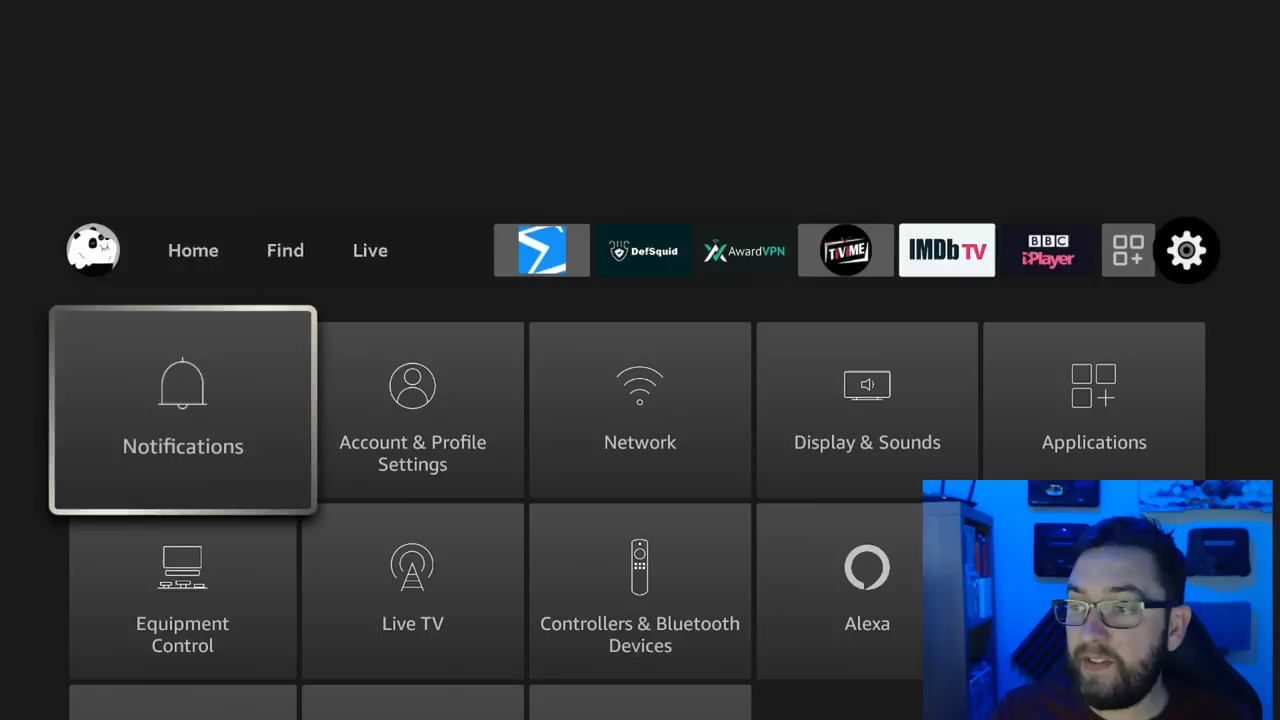 Home
Find
Live
DefSquid
AwardVPN
TiViME
IMDb TV
BBC
iPlayer
Notifications
Account & Profile
Settings
Network
Display & Sounds
Applications
Equipment
Control
Live TV
Controllers & Bluetooth
Devices
Alexa